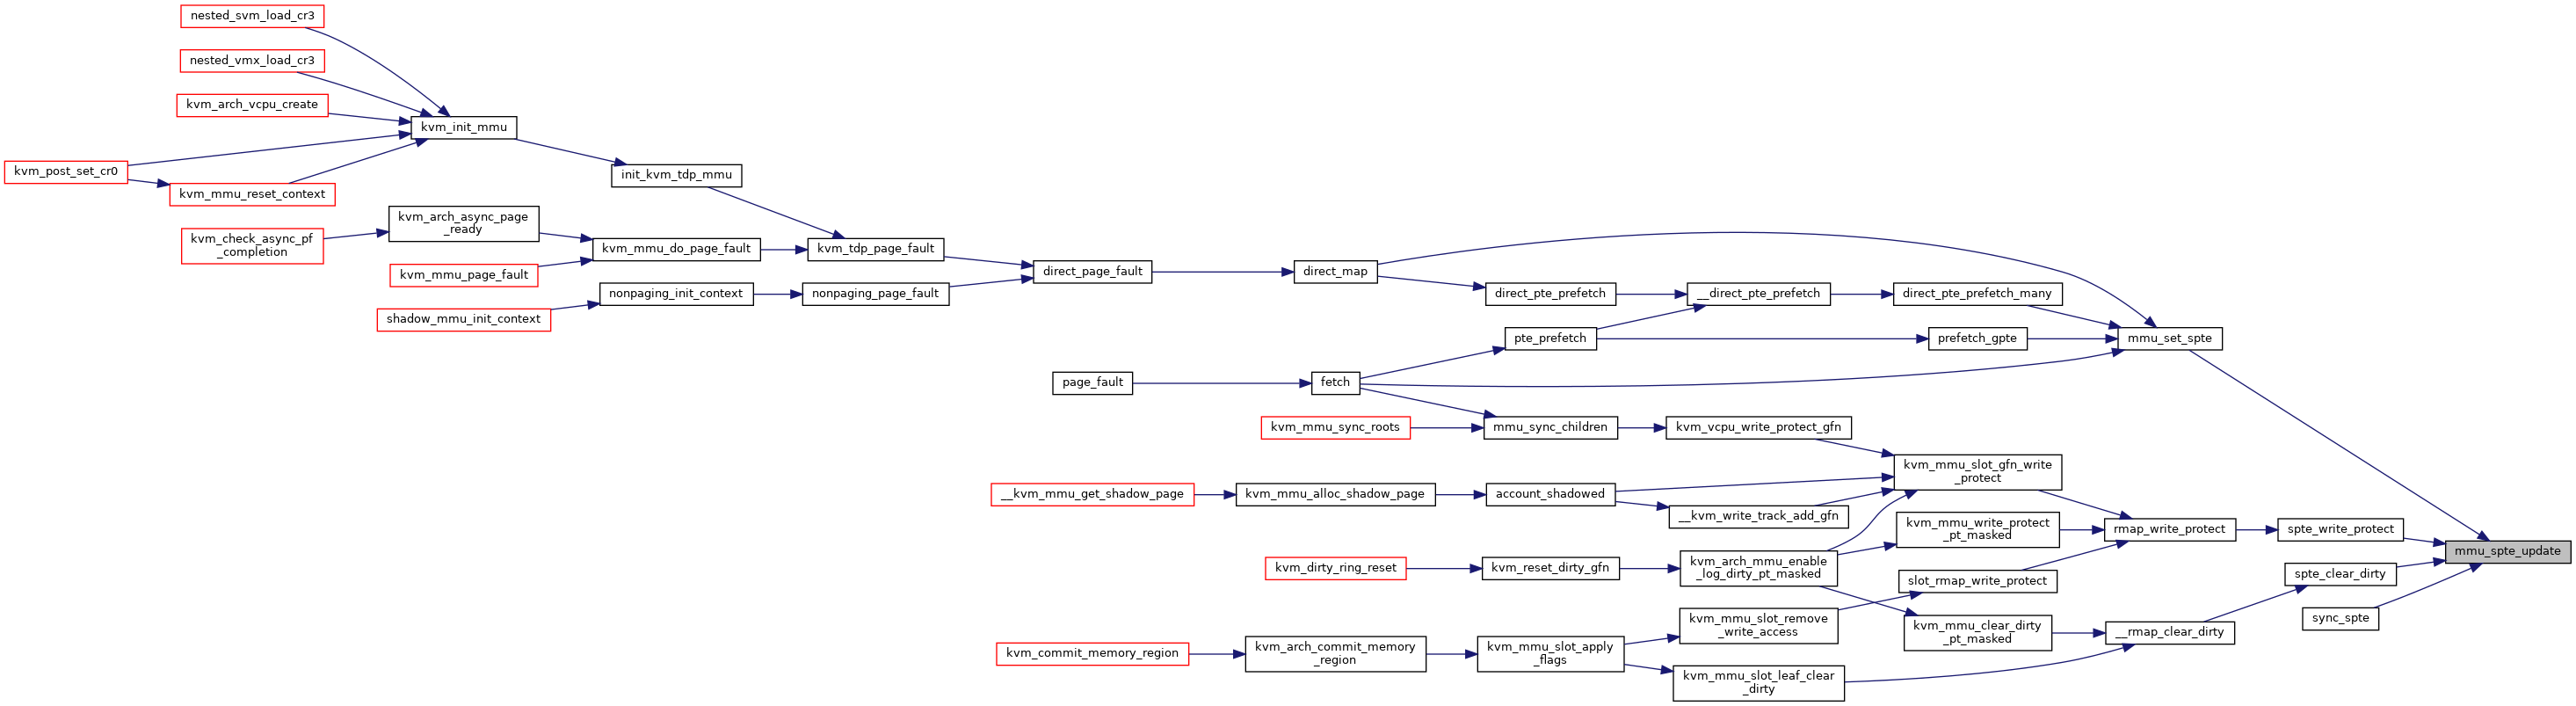 nested_svm_load_cr3
nested_vmx_load_cr3
kvm_arch_vcpu_create
kvm_init_mmu
kvm_post_set_cr0
kvm_mmu_reset_context
init_kvm_tdp_mmu
kvm_arch_async_page
_ready
kvm_check_async_pf
_completion
kvm_mmu_do_page_fault
kvm_tdp_page_fault
kvm_mmu_page_fault
nonpaging_init_context
nonpaging_page_fault
shadow_mmu_init_context
direct_page_fault
direct_map
direct_pte_prefetch
__direct_pte_prefetch
direct_pte_prefetch_many
pte_prefetch
prefetch_gpte
mmu_set_spte
page_fault
fetch
kvm_mmu_sync_roots
mmu_sync_children
kvm_vcpu_write_protect_gfn
kvm_mmu_slot_gfn_write
_protect
__kvm_mmu_get_shadow_page
kvm_mmu_alloc_shadow_page
account_shadowed
__kvm_write_track_add_gfn
kvm_mmu_write_protect
_pt_masked
rmap_write_protect
spte_write_protect
mmu_spte_update
kvm_dirty_ring_reset
kvm_reset_dirty_gfn
kvm_arch_mmu_enable
_log_dirty_pt_masked
slot_rmap_write_protect
spte_clear_dirty
sync_spte
kvm_mmu_slot_remove
_write_access
kvm_mmu_clear_dirty
_pt_masked
__rmap_clear_dirty
kvm_commit_memory_region
kvm_arch_commit_memory
_region
kvm_mmu_slot_apply
_flags
kvm_mmu_slot_leaf_clear
_dirty